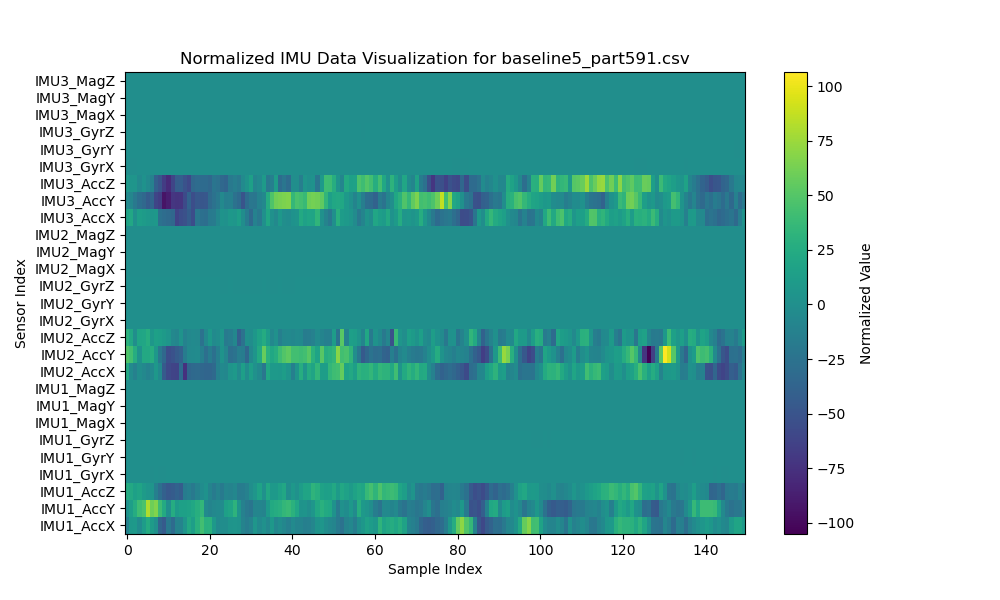 Normalized IMU Data Visualization for baseline5_part591.csv
IMU3_MagZ
IMU3_MagY
IMU3_MagX
IMU3_GyrZ
IMU3_GyrY
IMU3_GyrX
IMU3_AccZ
IMU3_AccY
IMU3_AccX
IMU2_MagZ
IMU2_MagY
IMU2_MagX
IMU2_GyrZ
IMU2_GyrY
IMU2_GyrX
IMU2_AccZ
IMU2_AccY
IMU2_AccX
IMU1_MagZ
IMU1_MagY
IMU1_MagX
IMU1_GyrZ
IMU1_GyrY
IMU1_GyrX
IMU1_AccZ
IMU1_AccY
IMU1_AccX
Sensor Index
0 20 40 60 80 100 120 140
Sample Index
100
75
50
25
0
−25
−50
−75
−100
Normalized Value